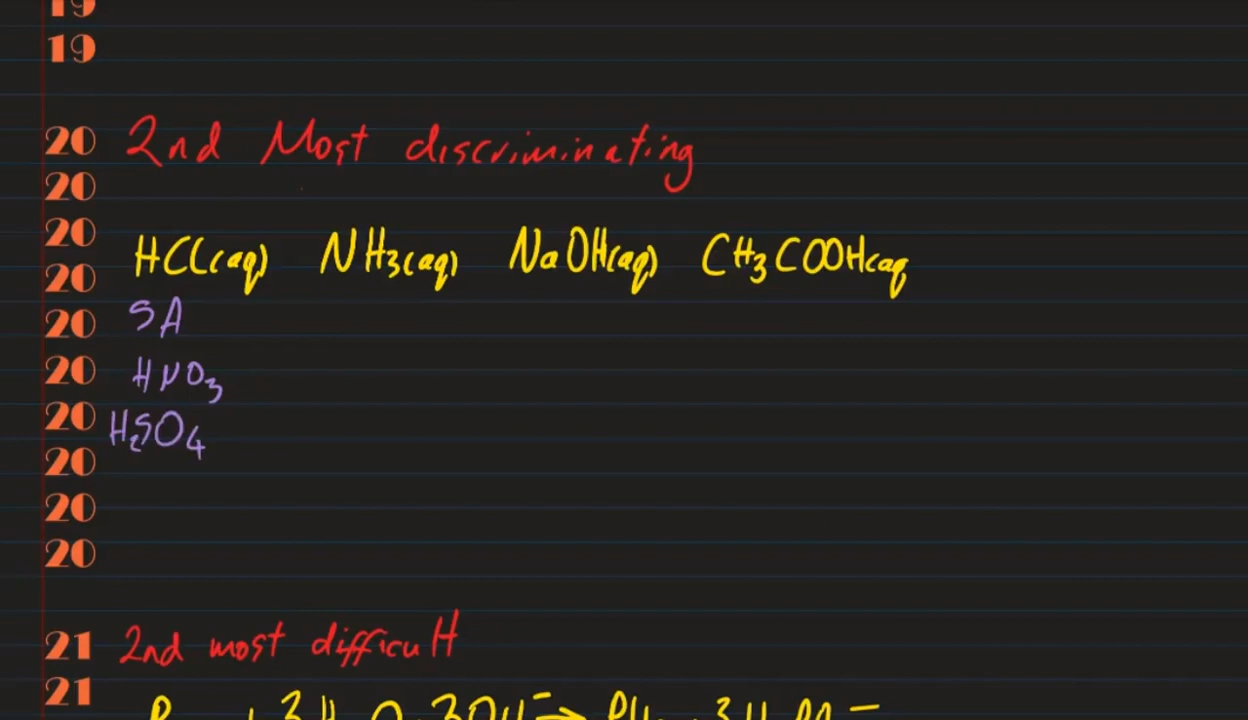 19
19
20 2nd Most discriminating
20
20 HCl(aq) NH3(aq) NaOH(aq) CH3COOH(aq
20
20 SA
20 HNO3
20 H2SO4
20
20
20
21 2nd most difficult
21